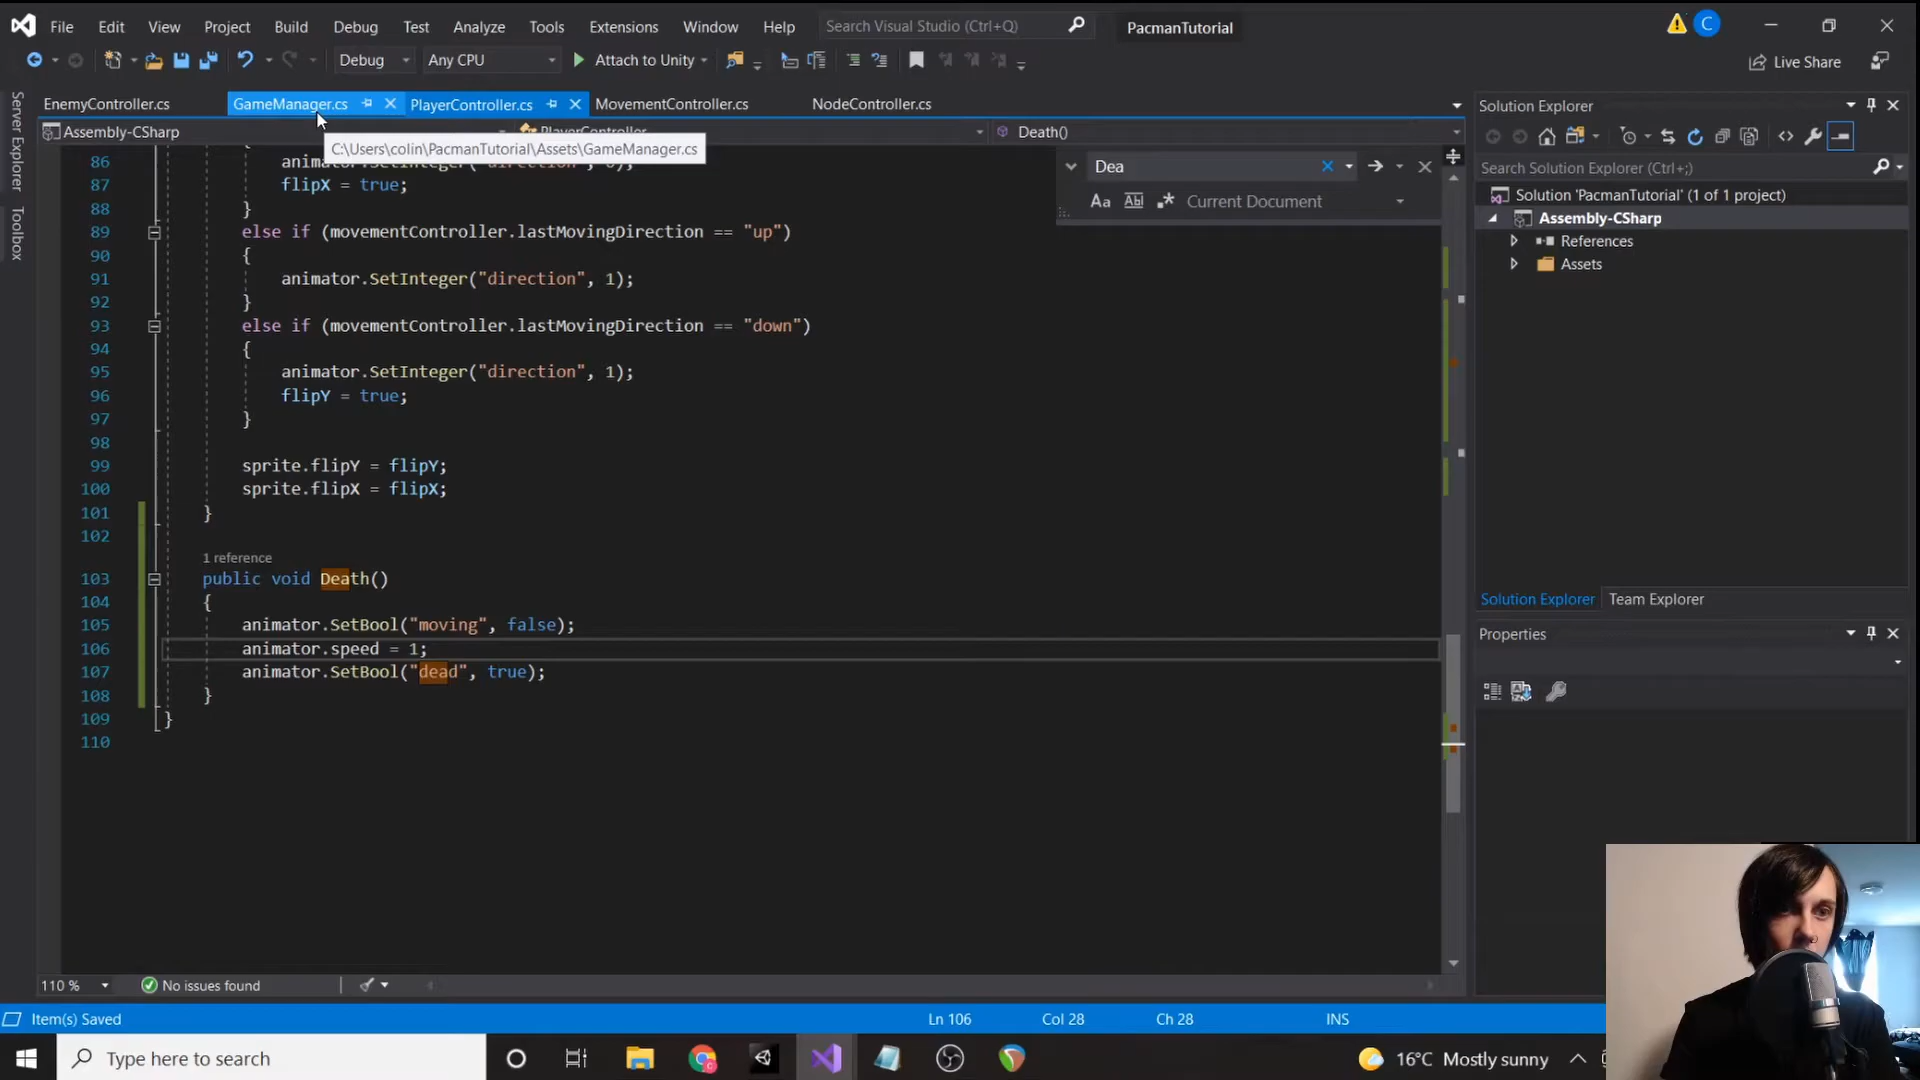 File Edit View Project Build Debug Test Analyze Tools Extensions Window Help Search Visual Studio (Ctrl+Q) PacmanTutorial C
Debug Any CPU Attach to Unity Live Share
EnemyController.cs GameManager.cs PlayerController.cs MovementController.cs NodeController.cs
Assembly-CSharp PlayerController Death()
C:\Users\colin\PacmanTutorial\Assets\GameManager.cs
Server Explorer
Toolbox
Dea
Aa Abl Current Document
86 animator.SetInteger("direction", 0);
87 flipX = true;
88 }
89 else if (movementController.lastMovingDirection == "up")
90 {
91 animator.SetInteger("direction", 1);
92 }
93 else if (movementController.lastMovingDirection == "down")
94 {
95 animator.SetInteger("direction", 1);
96 flipY = true;
97 }
98
99 sprite.flipY = flipY;
100 sprite.flipX = flipX;
101 }
102
1 reference
103 public void Death()
104 {
105 animator.SetBool("moving", false);
106 animator.speed = 1;
107 animator.SetBool("dead", true);
108 }
109 }
110
Solution Explorer
Search Solution Explorer (Ctrl+;)
Solution 'PacmanTutorial' (1 of 1 project)
Assembly-CSharp
References
Assets
Solution Explorer Team Explorer
Properties
110 % No issues found
Item(s) Saved Ln 106 Col 28 Ch 28 INS
Type here to search 16°C Mostly sunny